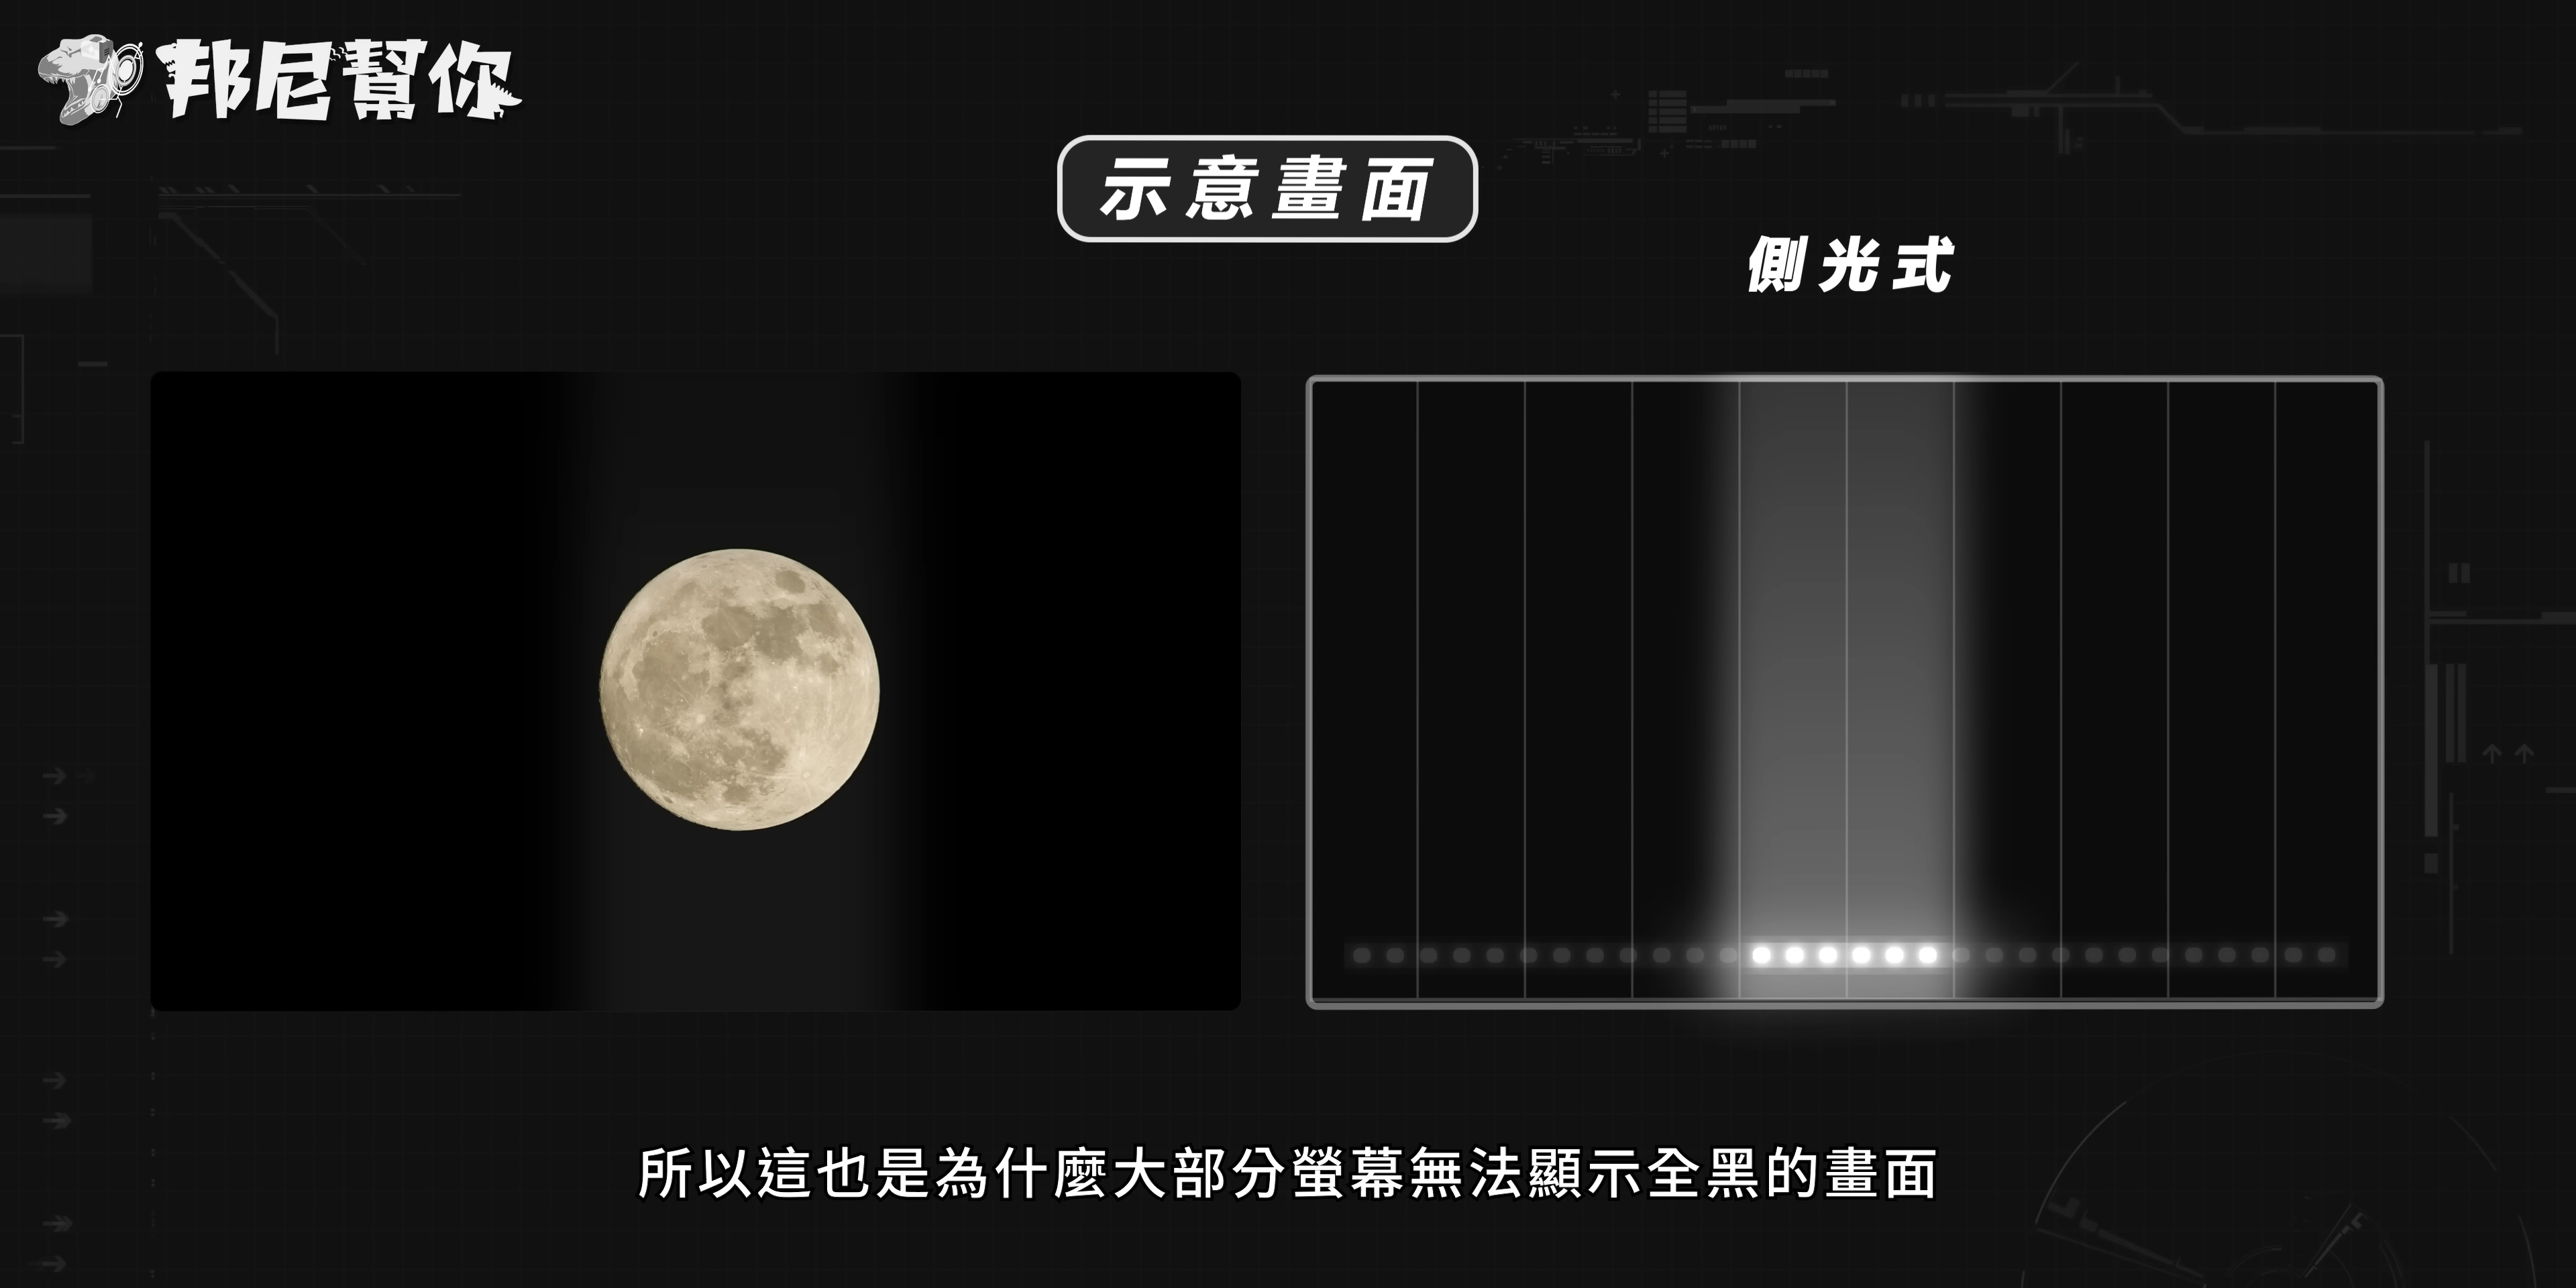 邦尼幫你
示意畫面
側光式
所以這也是為什麼大部分螢幕無法顯示全黑的畫面